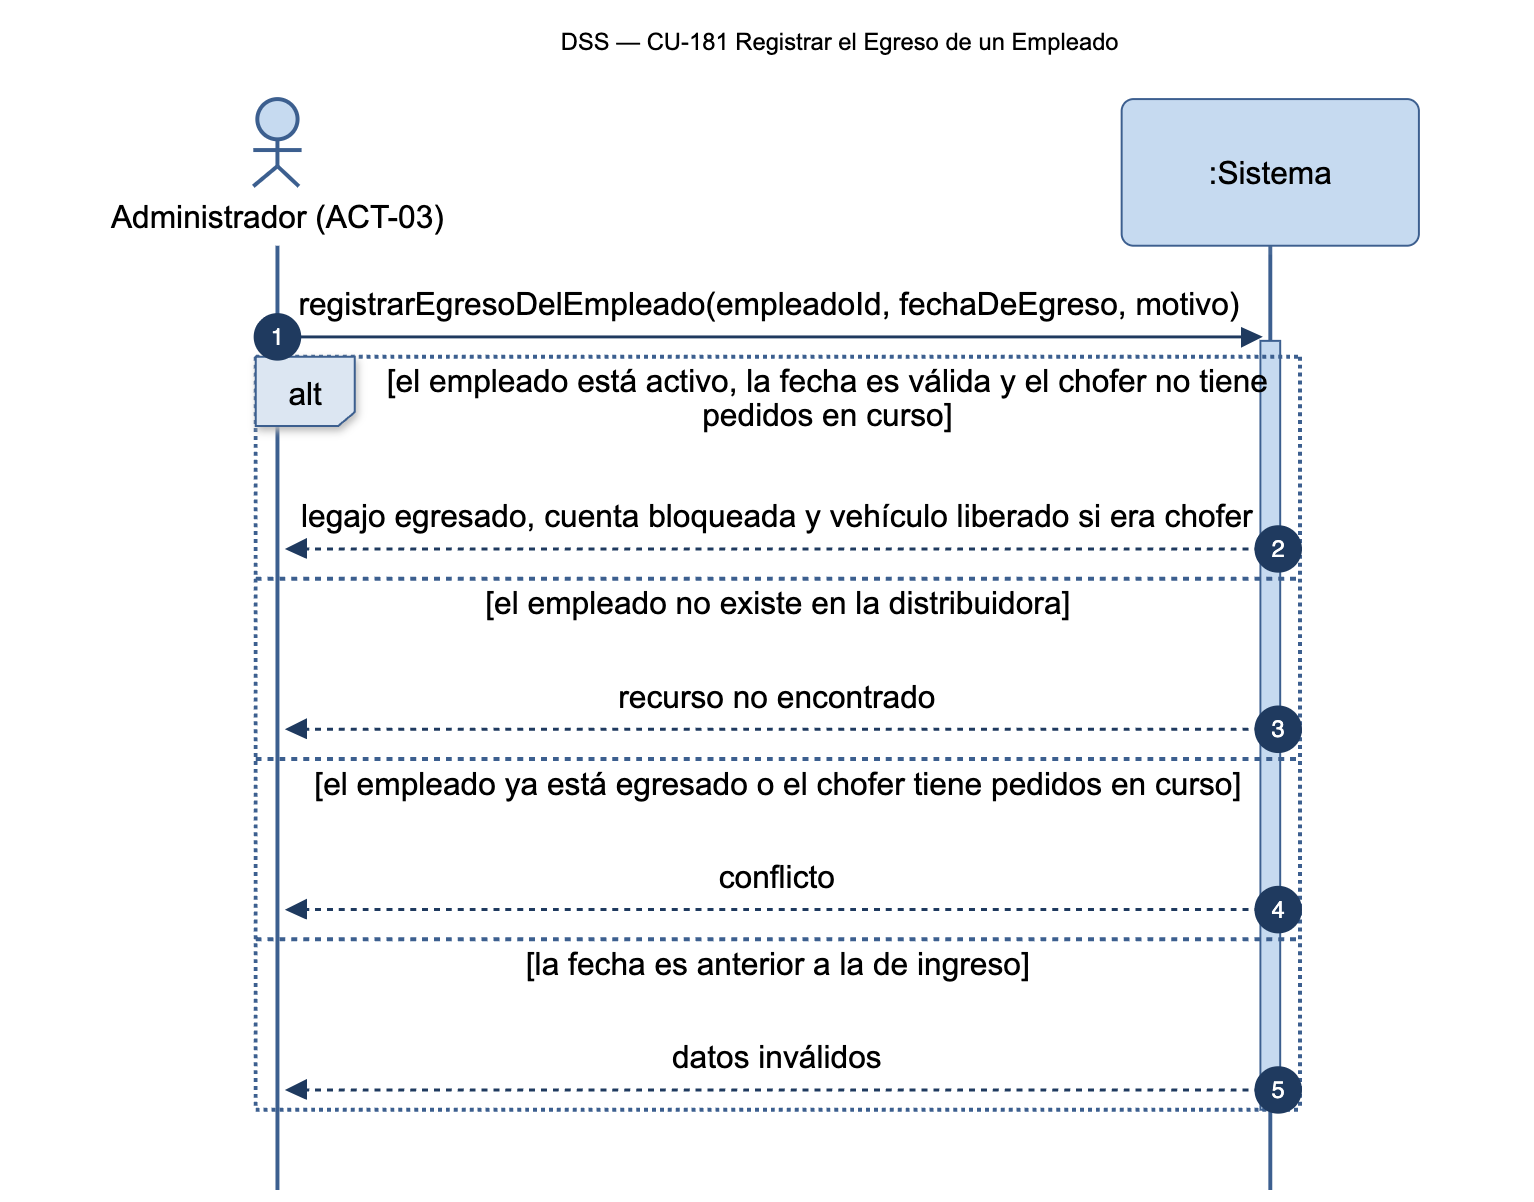 DSS — CU-181 Registrar el Egreso de un Empleado
Administrador (ACT-03)
:Sistema
registrarEgresoDelEmpleado(empleadoId, fechaDeEgreso, motivo)
1
alt
[el empleado está activo, la fecha es válida y el chofer no tiene
pedidos en curso]
legajo egresado, cuenta bloqueada y vehículo liberado si era chofer
2
[el empleado no existe en la distribuidora]
recurso no encontrado
3
[el empleado ya está egresado o el chofer tiene pedidos en curso]
conflicto
4
[la fecha es anterior a la de ingreso]
datos inválidos
5